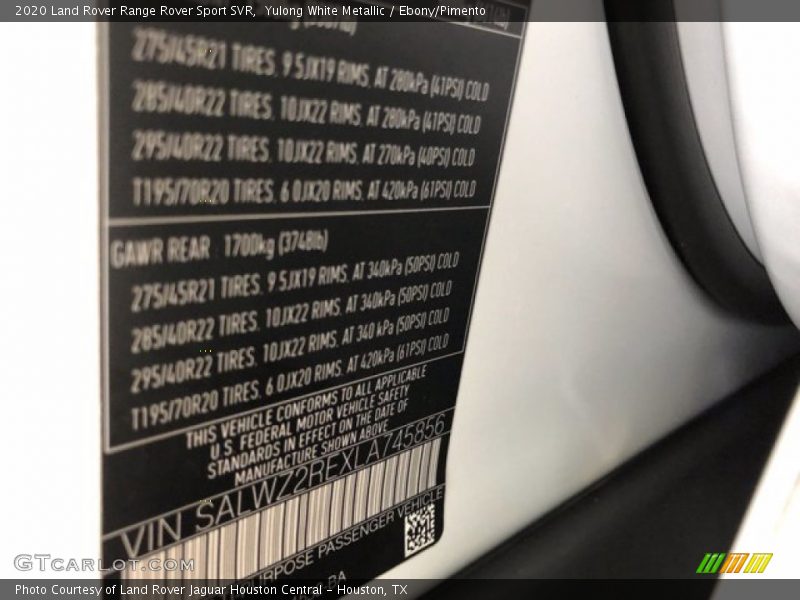 2020 Land Rover Range Rover Sport SVR, Yulong White Metallic / Ebony/Pimento
275/45R21 TIRES. 9 5JX19 RIMS. AT 280kPa (41PSI) COLD
285/40R22 TIRES. 10JX22 RIMS. AT 280kPa (41PSI) COLD
295/40R22 TIRES. 10JX22 RIMS. AT 270kPa (40PSI) COLD
T195/70R20 TIRES. 6 0JX20 RIMS. AT 420kPa (61PSI) COLD
GAWR REAR 1700kg (3748lb)
275/45R21 TIRES. 9 5JX19 RIMS. AT 340kPa (50PSI) COLD
285/40R22 TIRES. 10JX22 RIMS. AT 340kPa (50PSI) COLD
295/40R22 TIRES. 10JX22 RIMS. AT 340 kPa (50PSI) COLD
T195/70R20 TIRES. 6 0JX20 RIMS. AT 420kPa (61PSI) COLD
THIS VEHICLE CONFORMS TO ALL APPLICABLE
U.S. FEDERAL MOTOR VEHICLE SAFETY
STANDARDS IN EFFECT ON THE DATE OF
MANUFACTURE SHOWN ABOVE
VIN SALWZ2REXLA745856
PASSENGER VEHICLE
GTcarlot.com
Photo Courtesy of Land Rover Jaguar Houston Central - Houston, TX